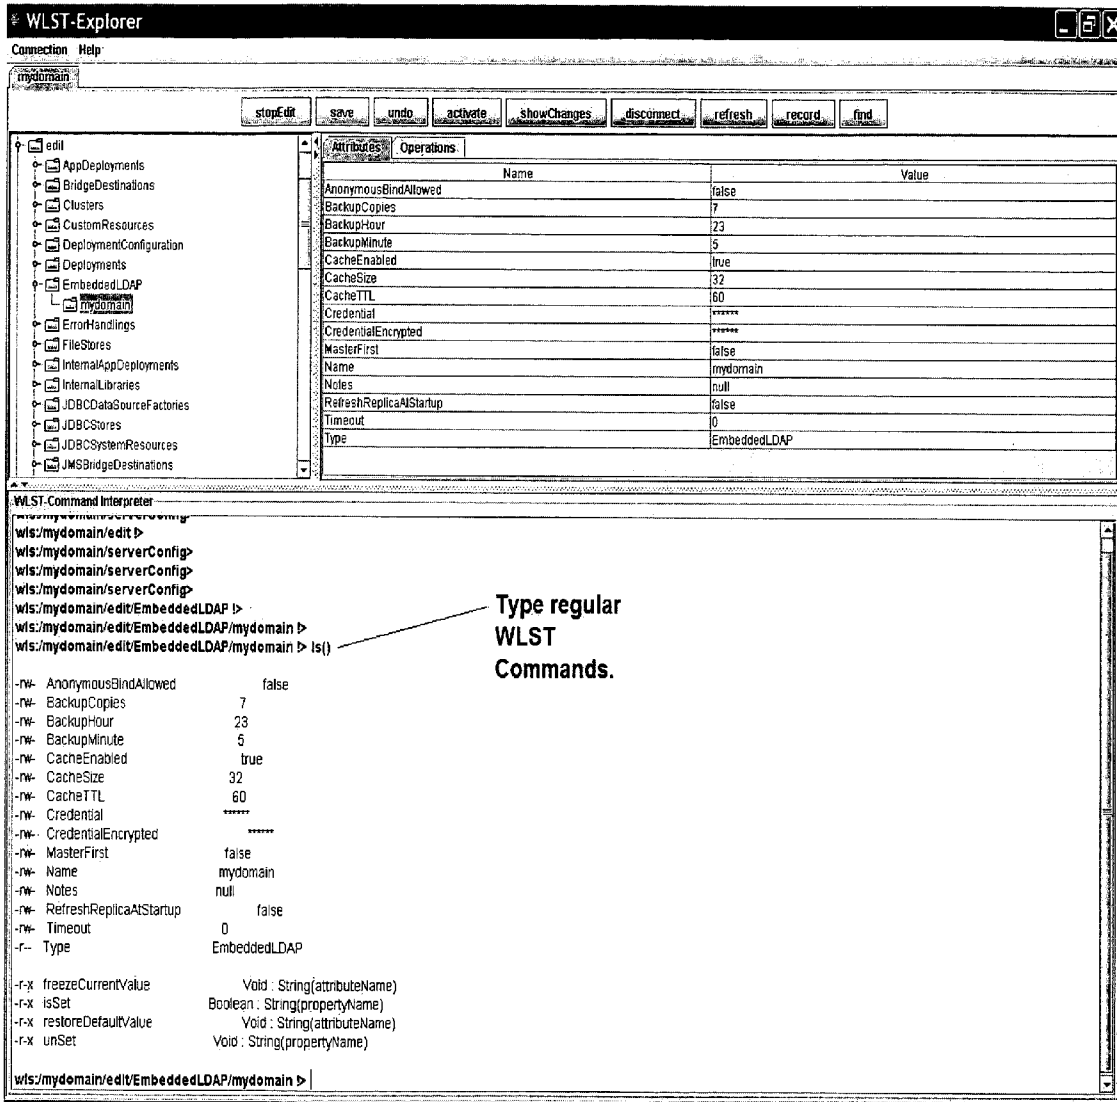 WLST-Explorer
Connection Help
mydomain
stopEdit save undo activate showChanges disconnect refresh record find
edit
AppDeployments
BridgeDestinations
Clusters
CustomResources
DeploymentConfiguration
Deployments
EmbeddedLDAP
mydomain
ErrorHandlings
FileStores
InternalAppDeployments
InternalLibraries
JDBCDataSourceFactories
JDBCStores
JDBCSystemResources
JMSBridgeDestinations
Attributes Operations
Name Value
AnonymousBindAllowed false
BackupCopies 7
BackupHour 23
BackupMinute 5
CacheEnabled true
CacheSize 32
CacheTTL 60
Credential ******
CredentialEncrypted ******
MasterFirst false
Name mydomain
Notes null
RefreshReplicaAtStartup false
Timeout 0
Type EmbeddedLDAP
WLST-Command Interpreter
wls:/mydomain/serverConfig>
wls:/mydomain/edit !>
wls:/mydomain/serverConfig>
wls:/mydomain/serverConfig>
wls:/mydomain/serverConfig>
wls:/mydomain/edit/EmbeddedLDAP !>
wls:/mydomain/edit/EmbeddedLDAP/mydomain !>
wls:/mydomain/edit/EmbeddedLDAP/mydomain !> ls()
Type regular
WLST
Commands.
-rw- AnonymousBindAllowed false
-rw- BackupCopies 7
-rw- BackupHour 23
-rw- BackupMinute 5
-rw- CacheEnabled true
-rw- CacheSize 32
-rw- CacheTTL 60
-rw- Credential ******
-rw- CredentialEncrypted ******
-rw- MasterFirst false
-rw- Name mydomain
-rw- Notes null
-rw- RefreshReplicaAtStartup false
-rw- Timeout 0
-r-- Type EmbeddedLDAP
-r-x freezeCurrentValue Void : String(attributeName)
-r-x isSet Boolean : String(propertyName)
-r-x restoreDefaultValue Void : String(attributeName)
-r-x unSet Void : String(propertyName)
wls:/mydomain/edit/EmbeddedLDAP/mydomain !>